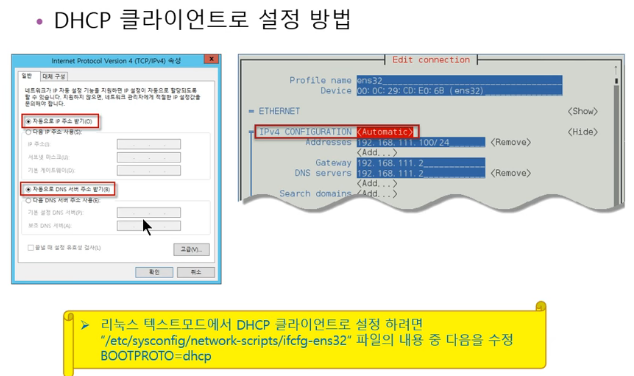 • DHCP 클라이언트로 설정 방법
Internet Protocol Version 4 (TCP/IPv4) 속성
x
일반 대체 구성
네트워크가 IP 자동 설정 기능을 지원하면 IP 설정이 자동으로 할당되도록
할 수 있습니다. 지원하지 않으면, 네트워크 관리자에게 적절한 IP 설정값을
문의해야 합니다.
자동으로 IP 주소 받기(O)
다음 IP 주소 사용(S):
IP 주소(I):
서브넷 마스크(U):
기본 게이트웨이(D):
자동으로 DNS 서버 주소 받기(B)
다음 DNS 서버 주소 사용(E):
기본 설정 DNS 서버(P):
보조 DNS 서버(A):
끝낼 때 설정 유효성 검사(L)
고급(V)...
확인 취소
Edit connection
Profile name ens32
Device 00:0C:29:CD:E0:6B (ens32)
= ETHERNET <Show>
IPv4 CONFIGURATION <Automatic> <Hide>
Addresses 192.168.111.100/24 <Remove>
<Add...>
Gateway 192.168.111.2
DNS servers 192.168.111.2 <Remove>
<Add...>
Search domains <Add...>
➢ 리눅스 텍스트모드에서 DHCP 클라이언트로 설정 하려면
"/etc/sysconfig/network-scripts/ifcfg-ens32" 파일의 내용 중 다음을 수정
BOOTPROTO=dhcp